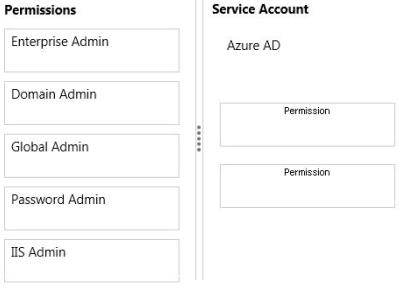 Permissions
Enterprise Admin
Domain Admin
Global Admin
Password Admin
IIS Admin
Service Account
Azure AD
Permission
Permission